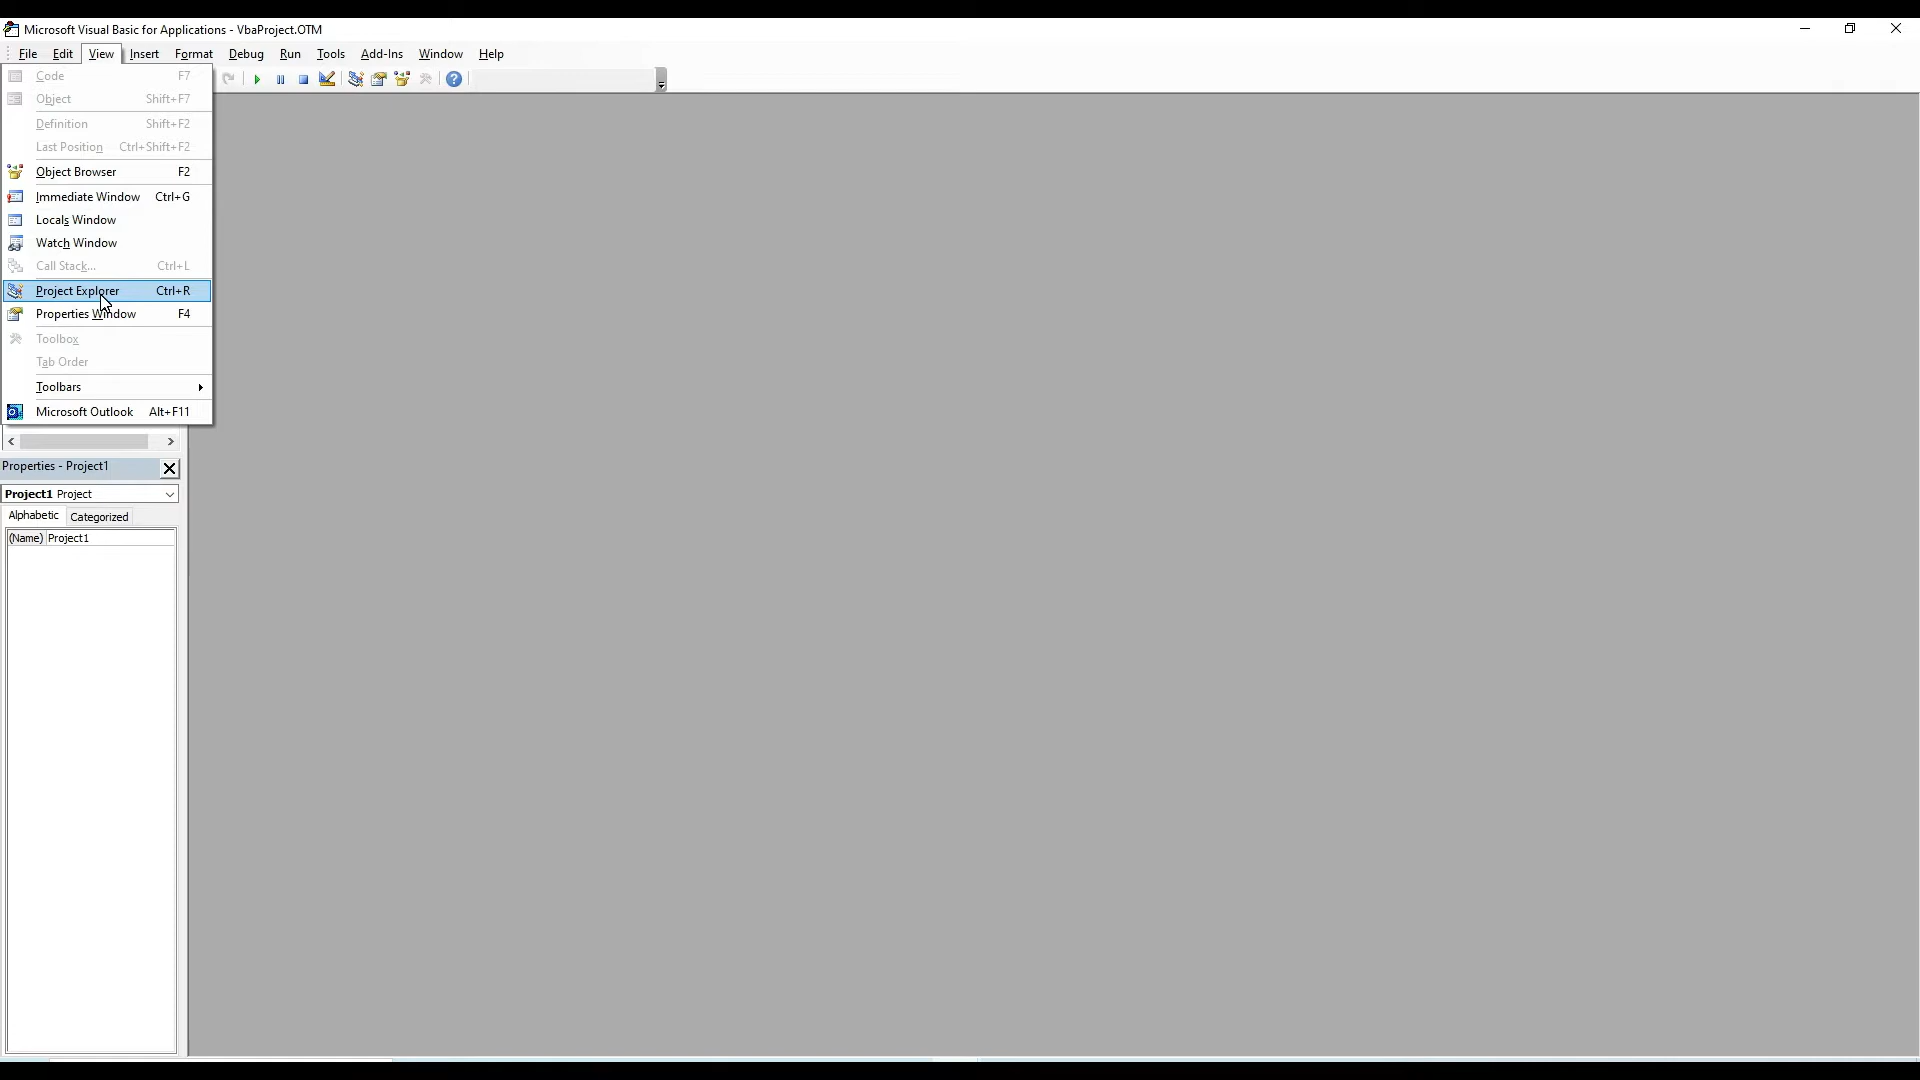 Microsoft Visual Basic for Applications - VbaProject.OTM
File Edit View Insert Format Debug Run Tools Add-Ins Window Help
Code F7
Object Shift+F7
Definition Shift+F2
Last Position Ctrl+Shift+F2
Object Browser F2
Immediate Window Ctrl+G
Locals Window
Watch Window
Call Stack... Ctrl+L
Project Explorer Ctrl+R
Properties Window F4
Toolbox
Tab Order
Toolbars
Microsoft Outlook Alt+F11
Properties - Project1
Project1 Project
Alphabetic Categorized
(Name) Project1